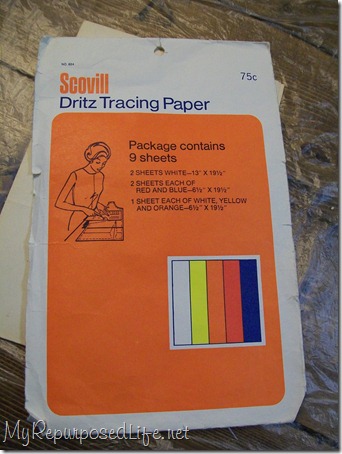 NO. 604
Scovill
75c
Dritz Tracing Paper
Package contains
9 sheets
2 SHEETS WHITE—13" X 19½"
2 SHEETS EACH OF
RED AND BLUE—6½" X 19½"
1 SHEET EACH OF WHITE, YELLOW
AND ORANGE—6½" X 19½"
MyRepurposedLife.net